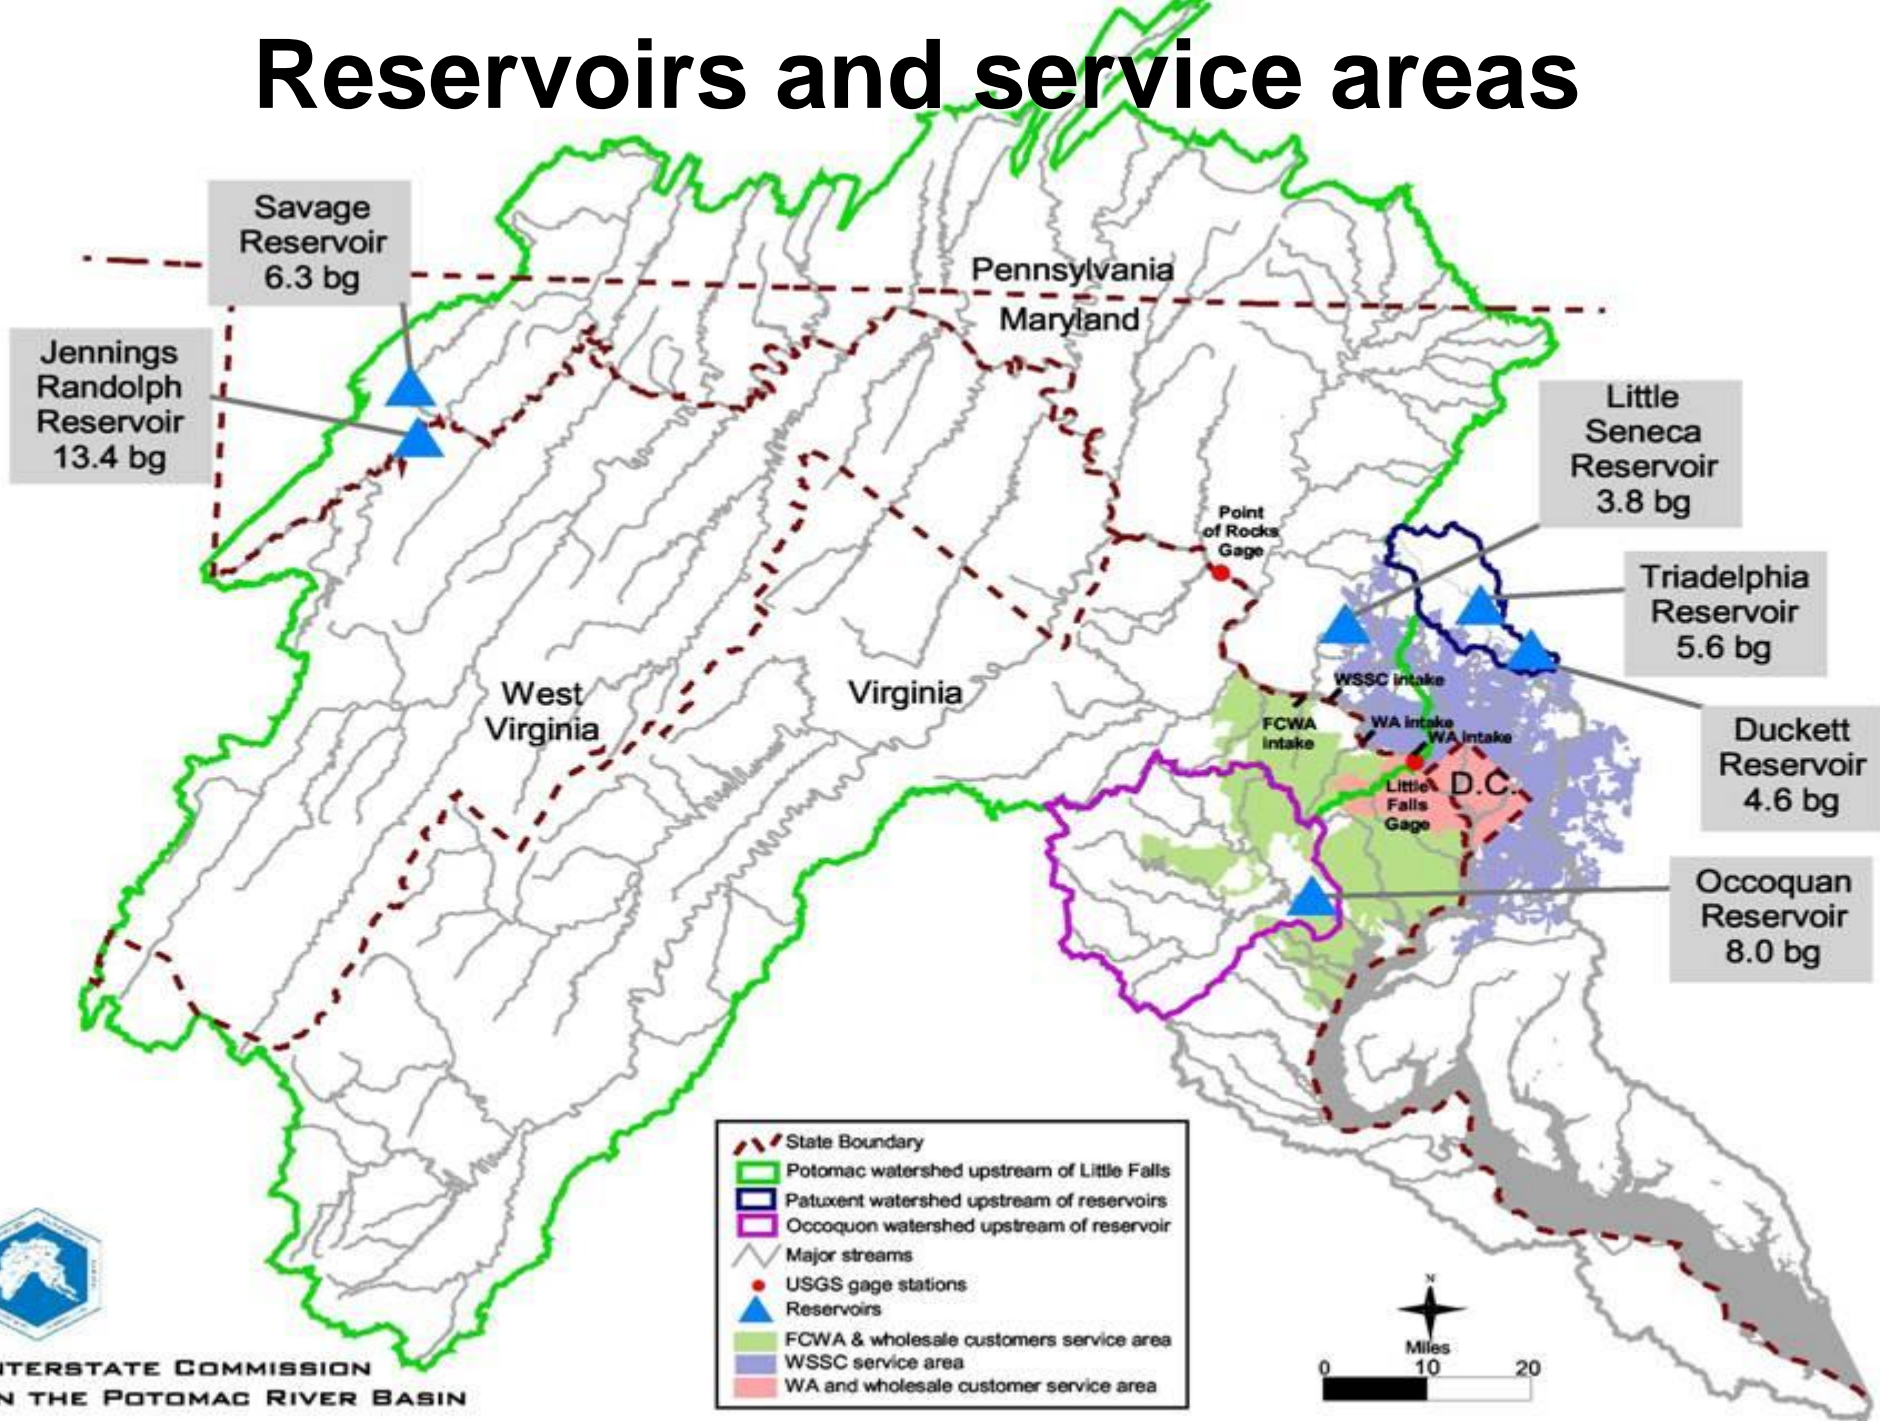 Reservoirs and service areas
Savage
Reservoir
6.3 bg
Jennings
Randolph
Reservoir
13.4 bg
Pennsylvania
Maryland
Little
Seneca
Reservoir
3.8 bg
Point
of Rocks
Gage
Triadelphia
Reservoir
5.6 bg
West
Virginia
Virginia
WSSC intake
FCWA
intake
WA intake
WA intake
Duckett
Reservoir
4.6 bg
D.C.
Little
Falls
Gage
Occoquan
Reservoir
8.0 bg
State Boundary
Potomac watershed upstream of Little Falls
Patuxent watershed upstream of reservoirs
Occoquon watershed upstream of reservoir
Major streams
USGS gage stations
Reservoirs
FCWA & wholesale customers service area
WSSC service area
WA and wholesale customer service area
N
Miles
0 10 20
NTERSTATE COMMISSION
N THE POTOMAC RIVER BASIN